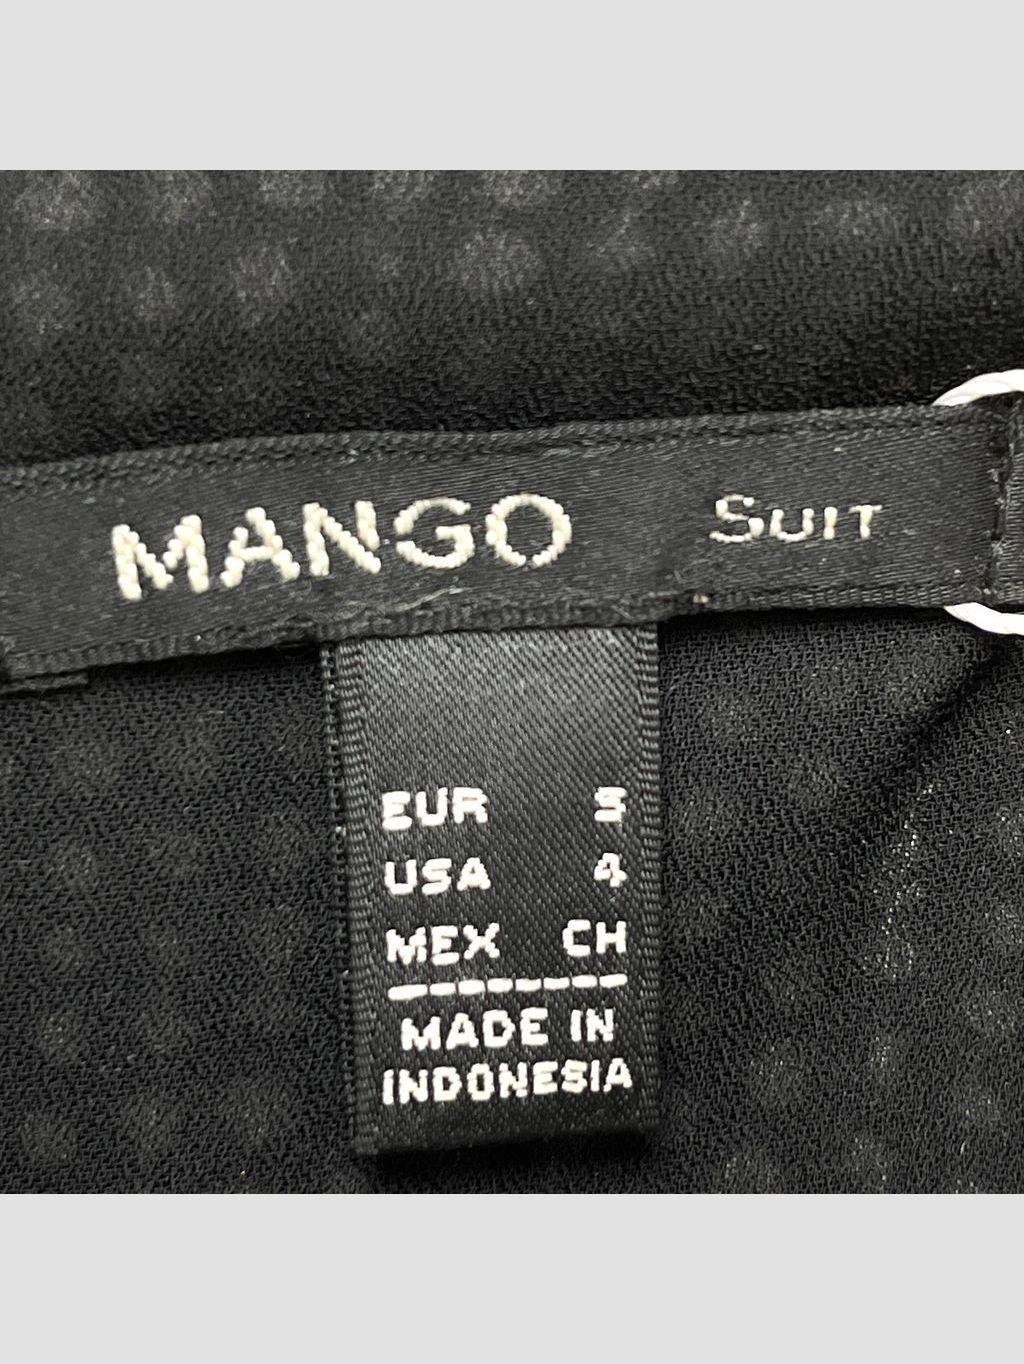 MANGO SUIT
EUR S
USA 4
MEX CH
MADE IN
INDONESIA